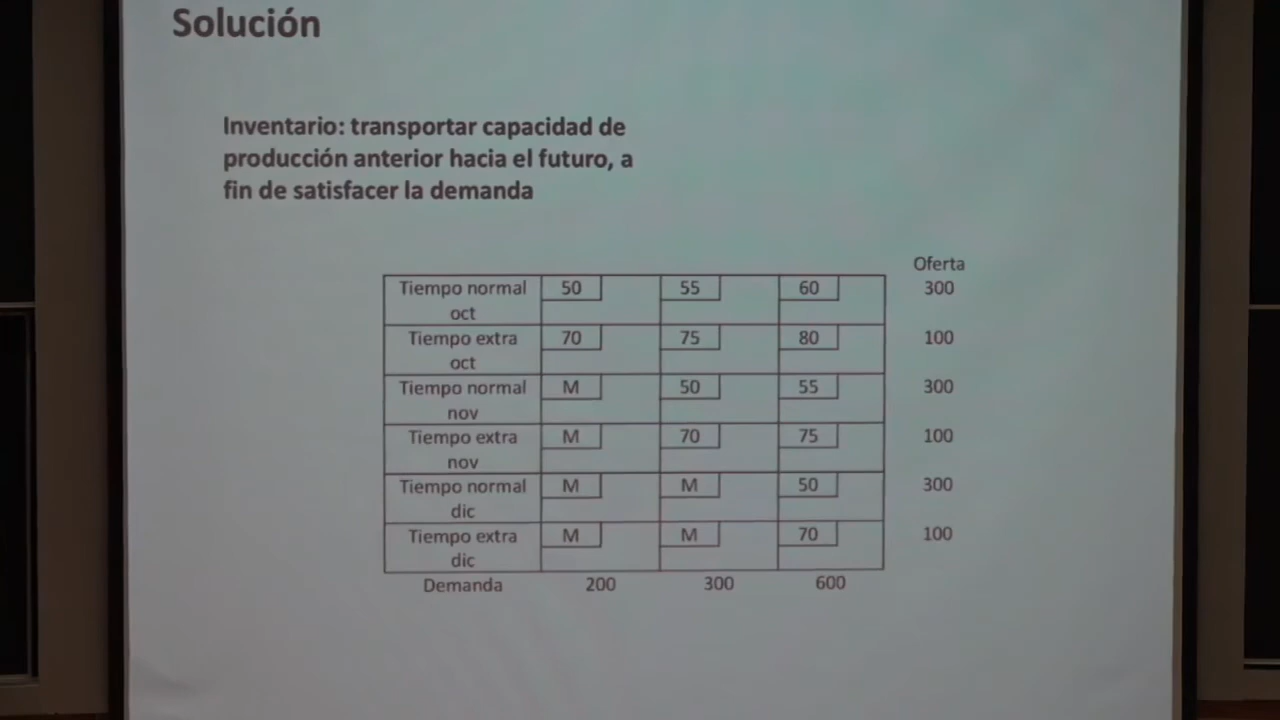 Solución
Inventario: transportar capacidad de
producción anterior hacia el futuro, a
fin de satisfacer la demanda
Oferta
Tiempo normal oct 50 55 60 300
Tiempo extra oct 70 75 80 100
Tiempo normal nov M 50 55 300
Tiempo extra nov M 70 75 100
Tiempo normal dic M M 50 300
Tiempo extra dic M M 70 100
Demanda 200 300 600